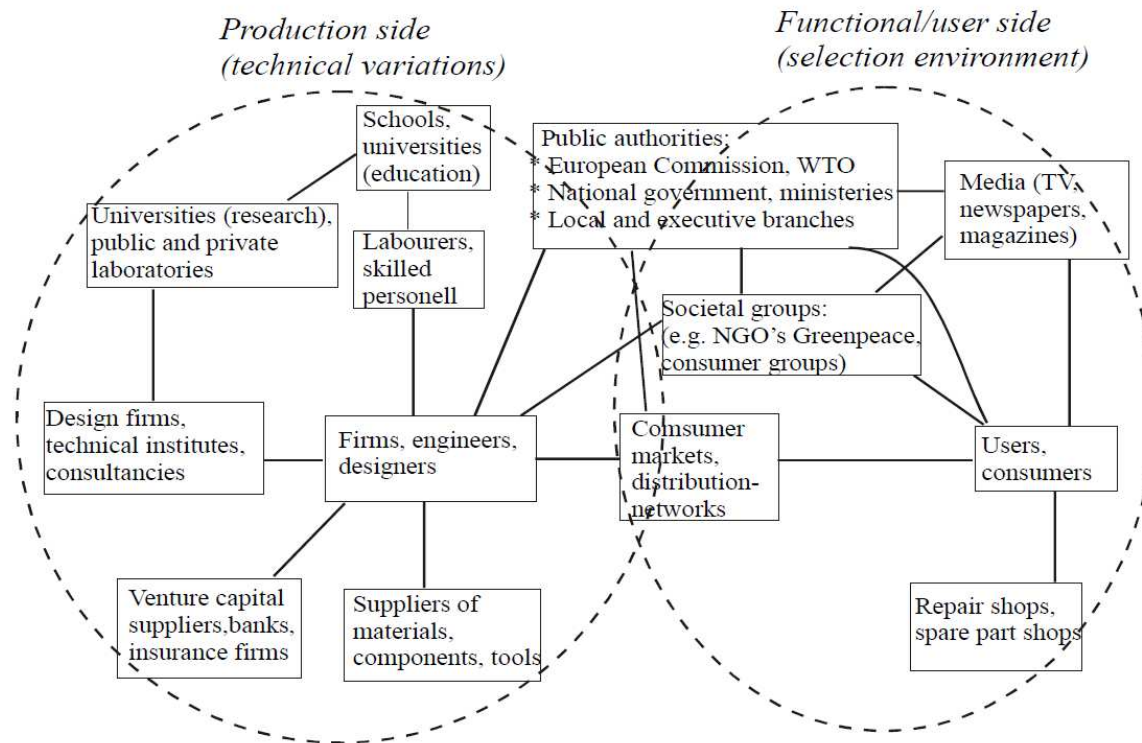 Production side
(technical variations)
Functional/user side
(selection environment)
Schools,
universities
(education)
Public authorities;
* European Commission, WTO
* National government, ministeries
* Local and executive branches
Media (TV,
newspapers,
magazines)
Universities (research),
public and private
laboratories
Labourers,
skilled
personell
Societal groups:
(e.g. NGO's Greenpeace,
consumer groups)
Design firms,
technical institutes,
consultancies
Firms, engineers,
designers
Comsumer
markets,
distribution-
networks
Users,
consumers
Venture capital
suppliers,banks,
insurance firms
Suppliers of
materials,
components, tools
Repair shops,
spare part shops